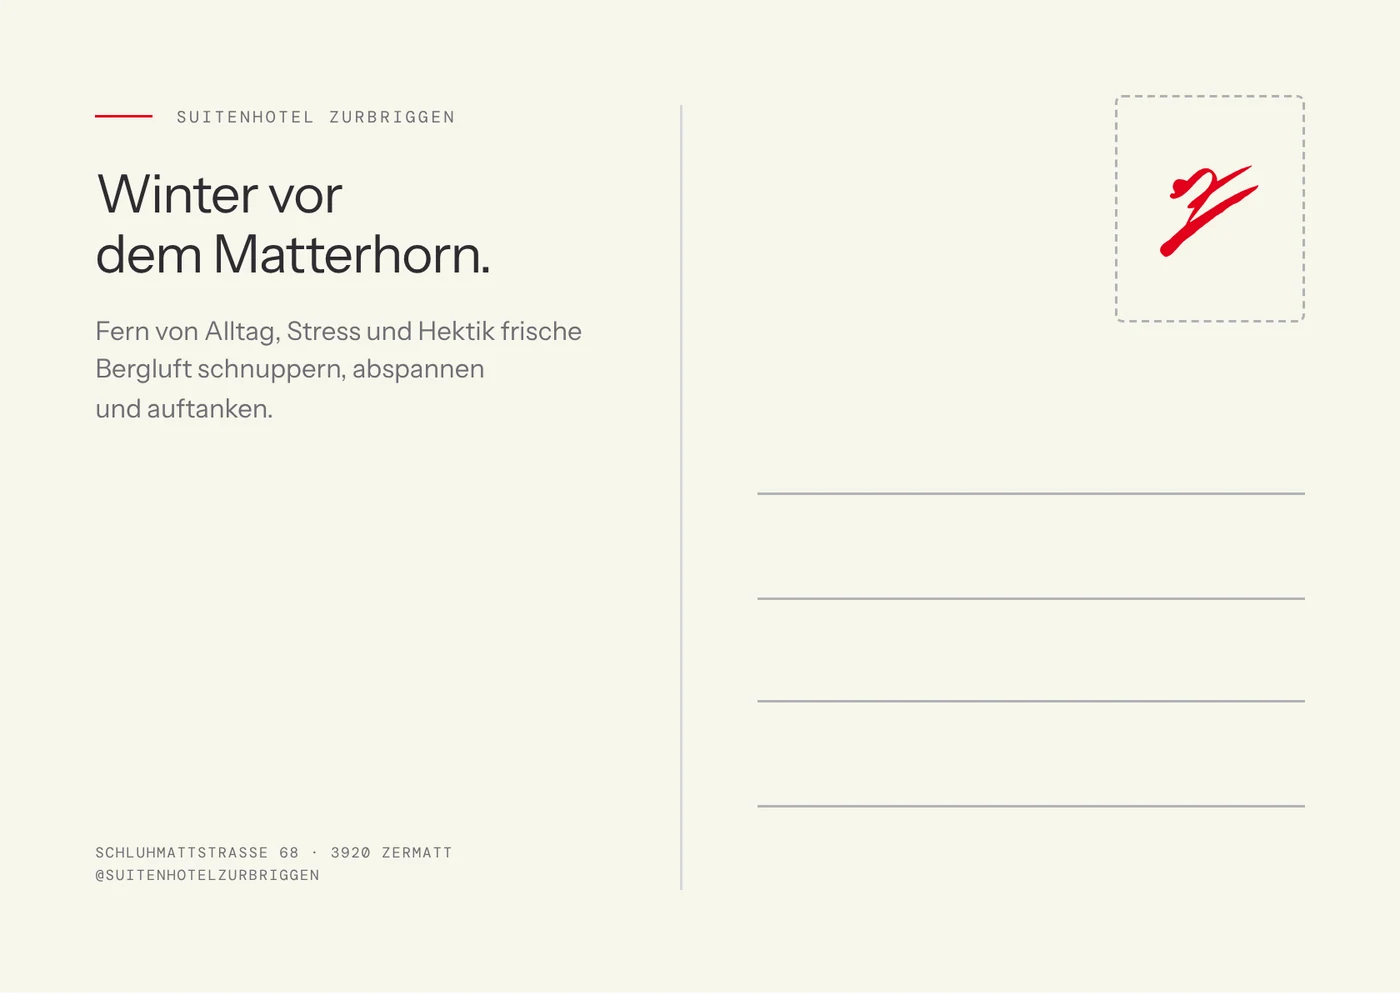 SUITENHOTEL ZURBRIGGEN
Winter vor
dem Matterhorn.
Fern von Alltag, Stress und Hektik frische
Bergluft schnuppern, abspannen
und auftanken.
SCHLUHMATTSTRASSE 68 · 3920 ZERMATT
@SUITENHOTELZURBRIGGEN